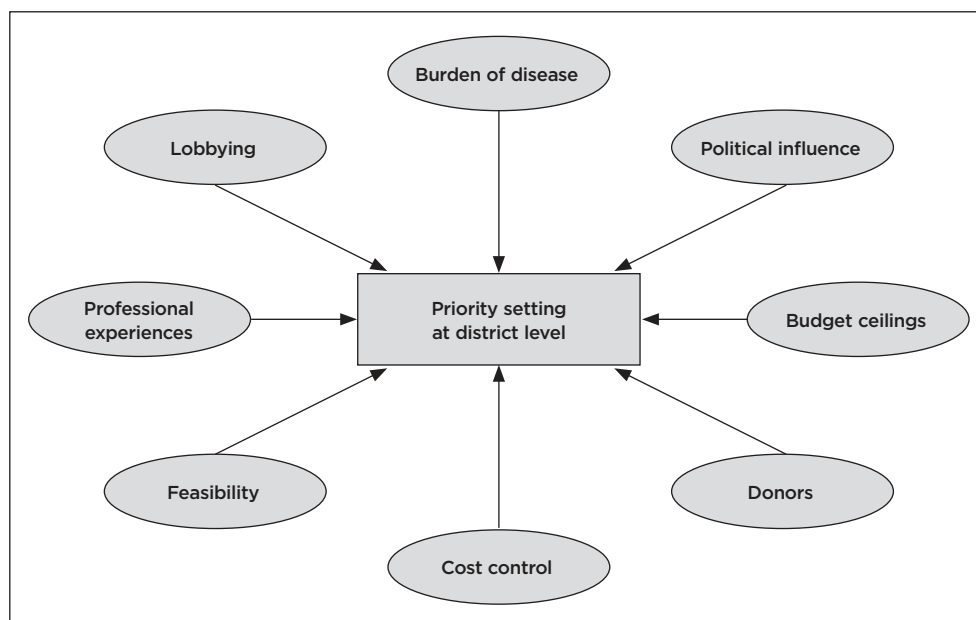 Burden of disease
Lobbying
Political influence
Professional
experiences
Priority setting
at district level
Budget ceilings
Feasibility
Donors
Cost control